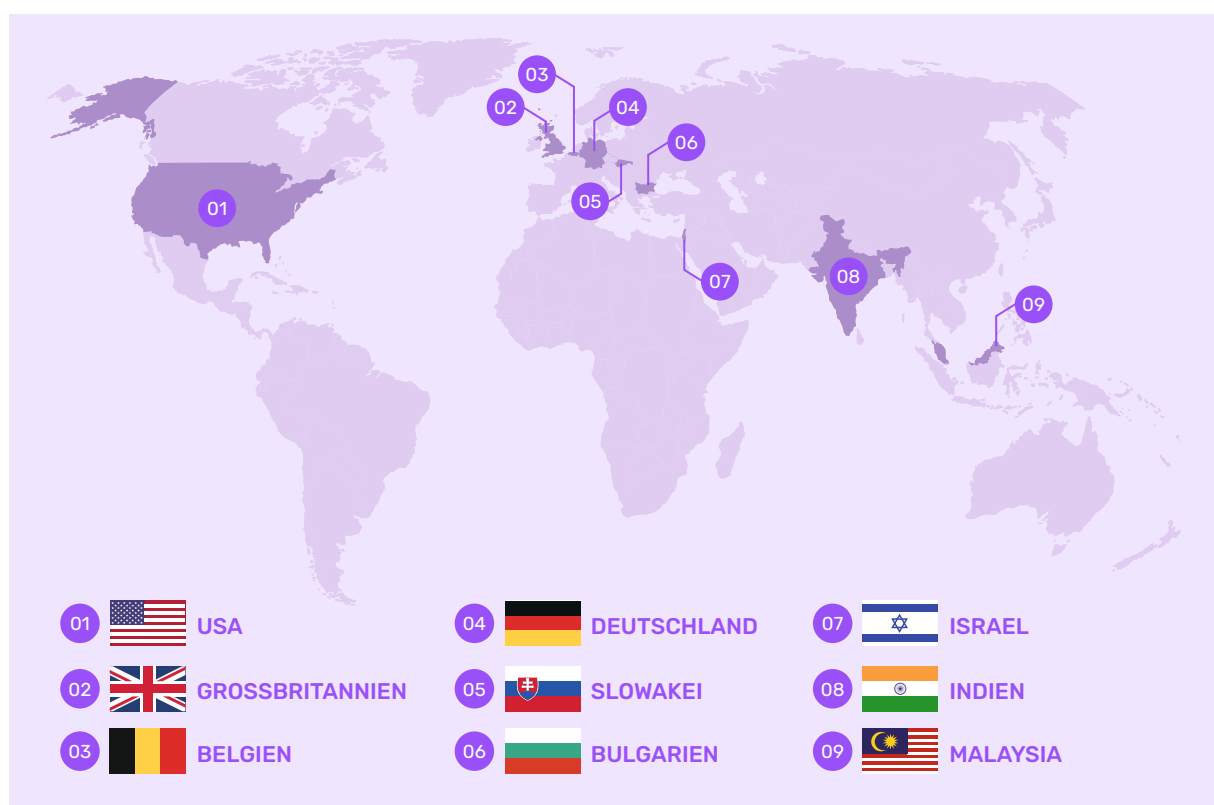 03
02
04
06
01
05
07
08
09
01 USA
02 GROSSBRITANNIEN
03 BELGIEN
04 DEUTSCHLAND
05 SLOWAKEI
06 BULGARIEN
07 ISRAEL
08 INDIEN
09 MALAYSIA